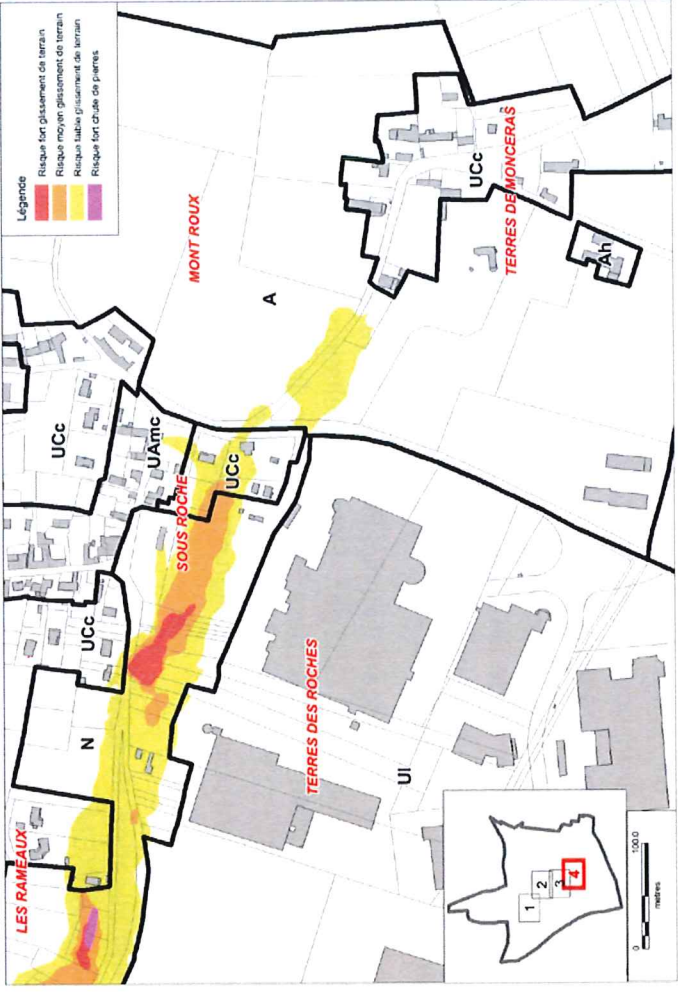 Légende
Risque fort glissement de terrain
Risque moyen glissement de terrain
Risque faible glissement de terrain
Risque fort chute de pierres
LES RAMEAUX
N
UCc
UCc
UAmc
SOUS ROCHE
UCc
MONT ROUX
A
UCc
TERRES DE MONCERAS
Ah
TERRES DES ROCHES
UI
1
2
3
4
0
100.0
metres